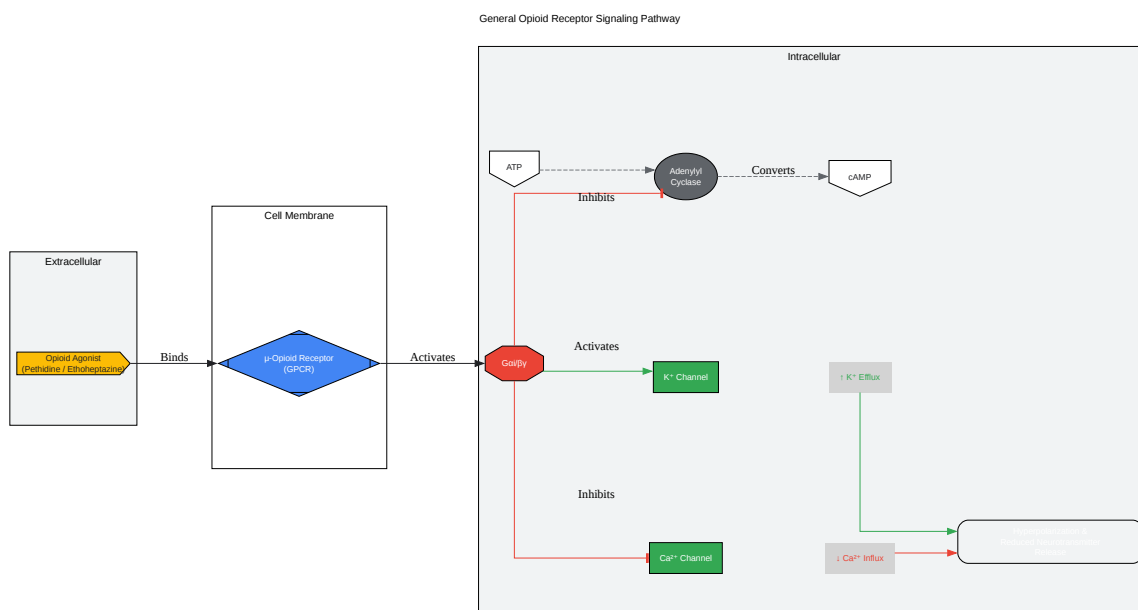 General Opioid Receptor Signaling Pathway
Intracellular
ATP
Adenylyl
Cyclase
Converts
cAMP
Inhibits
Cell Membrane
Extracellular
Opioid Agonist
(Pethidine / Ethoheptazine)
Binds
μ-Opioid Receptor
(GPCR)
Activates
Gαi/βγ
Activates
K⁺ Channel
↑ K⁺ Efflux
Inhibits
Ca²⁺ Channel
↓ Ca²⁺ Influx